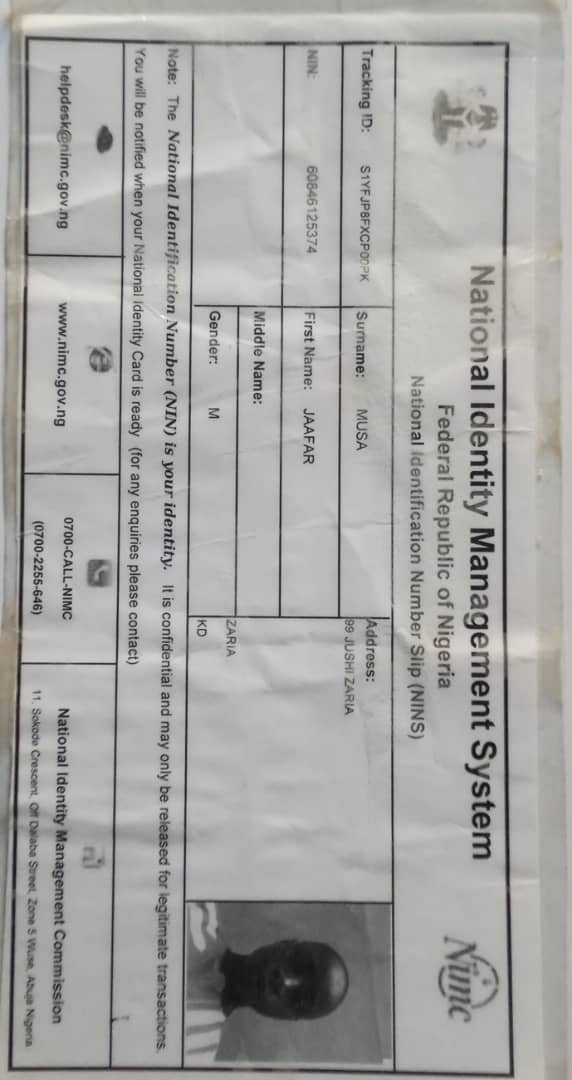 National Identity Management System
Federal Republic of Nigeria
National Identification Number Slip (NINS)
nimc
Tracking ID:
Surname: MUSA
Address:
99 JUSHI ZARIA
NIN: 60846125374
First Name: JAAFAR
Middle Name:
Gender: M
ZARIA
KD
Note: The National Identification Number (NIN) is your identity. It is confidential and may only be released for legitimate transactions.
You will be notified when your National Identity Card is ready (for any enquiries please contact)
helpdesk@nimc.gov.ng
www.nimc.gov.ng
0700-CALL-NIMC
(0700-2255-646)
National Identity Management Commission
11, Sokode Crescent, Off Dalaba Street, Zone 5 Wuse, Abuja Nigeria